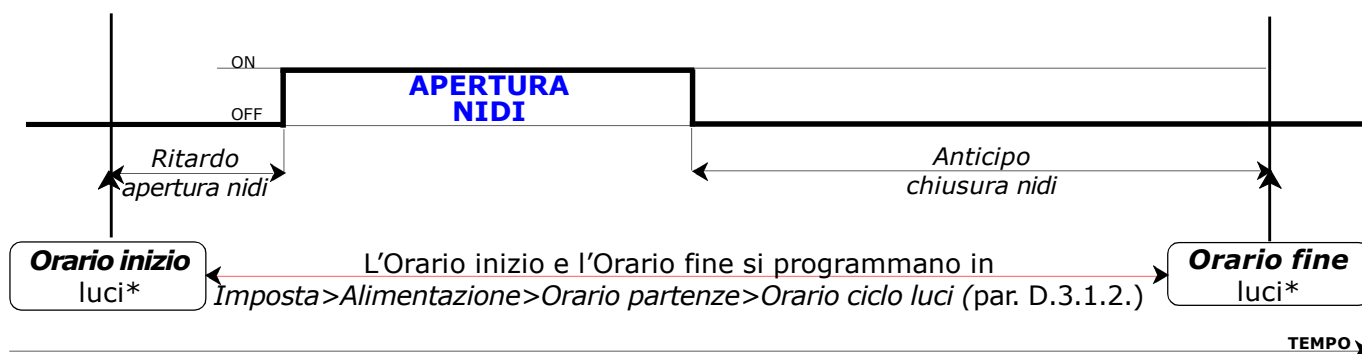 ON
APERTURA
NIDI
OFF
Ritardo
apertura nidi
Anticipo
chiusura nidi
Orario inizio
luci*
L'Orario inizio e l'Orario fine si programmano in
Imposta>Alimentazione>Orario partenze>Orario ciclo luci (par. D.3.1.2.)
Orario fine
luci*
TEMPO